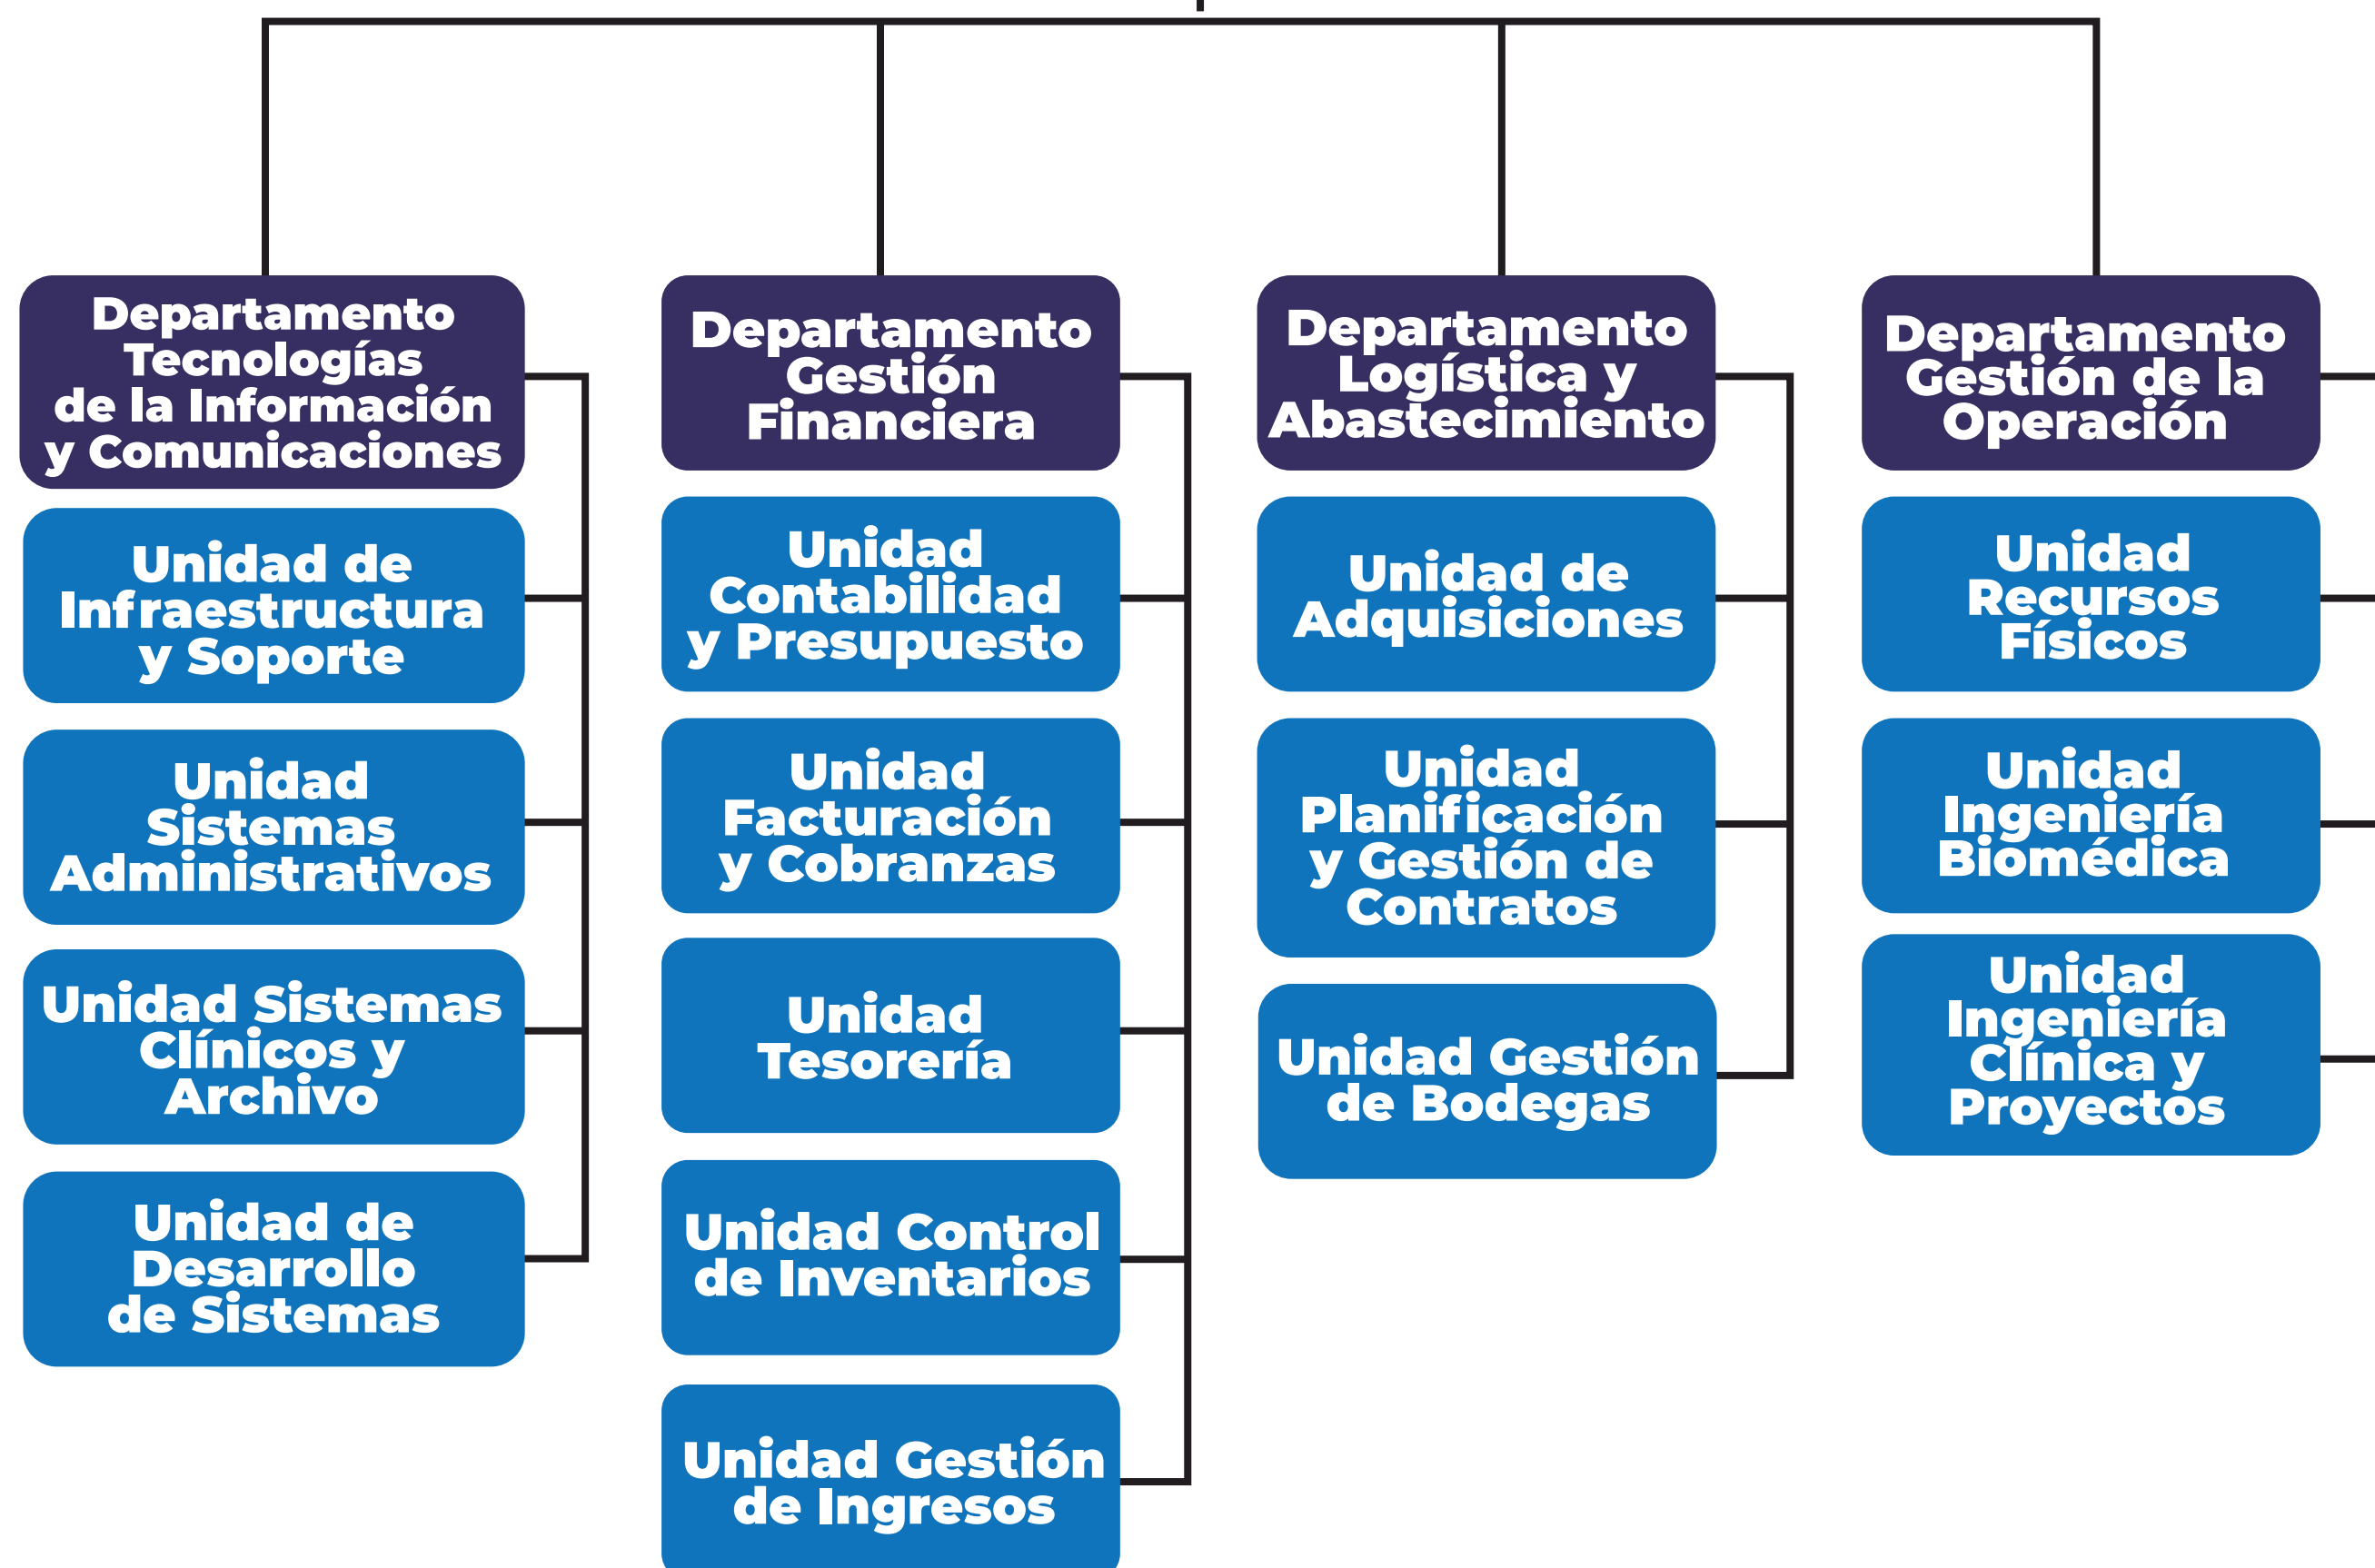 Departamento
Tecnologías
de la Información
y Comunicaciones
Unidad de
Infraestructura
y Soporte
Unidad
Sistemas
Administrativos
Unidad Sistemas
Clínicos y
Archivo
Unidad de
Desarrollo
de Sistemas
Departamento
Gestión
Financiera
Unidad
Contabilidad
y Presupuesto
Unidad
Facturación
y Cobranzas
Unidad
Tesorería
Unidad Control
de Inventarios
Unidad Gestión
de Ingresos
Departamento
Logística y
Abastecimiento
Unidad de
Adquisiciones
Unidad
Planificación
y Gestión de
Contratos
Unidad Gestión
de Bodegas
Departamento
Gestión de la
Operación
Unidad
Recursos
Físicos
Unidad
Ingeniería
Biomédica
Unidad
Ingeniería
Clínica y
Proyectos